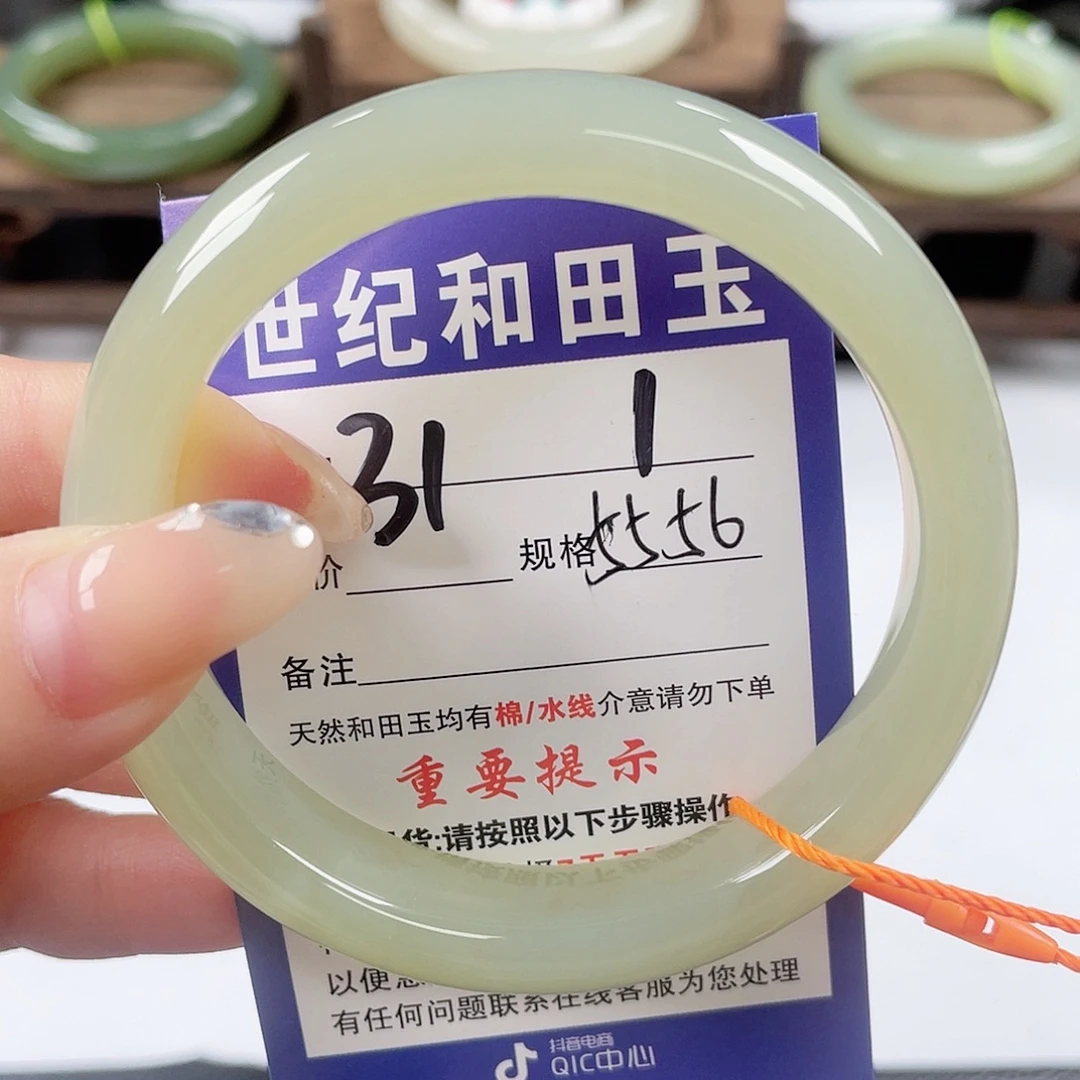 世纪和田玉
31 1
价 规格 5556
备注
天然和田玉均有棉/水线介意请勿下单
重要提示
货:请按照以下步骤操作
以便
有任何问题联系在线客服为您处理
抖音电商
QIC中心